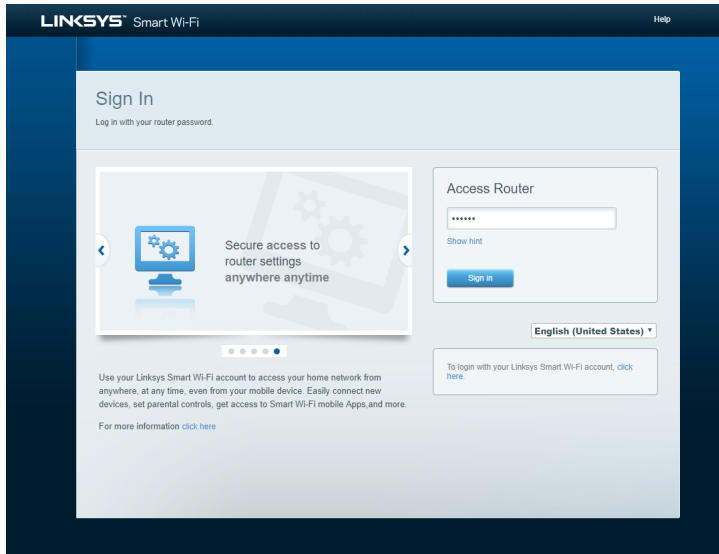 LINKSYS™ Smart Wi-Fi
Help
Sign In
Log in with your router password.
Secure access to
router settings
anywhere anytime
Use your Linksys Smart Wi-Fi account to access your home network from
anywhere, at any time, even from your mobile device. Easily connect new
devices, set parental controls, get access to Smart Wi-Fi mobile Apps,and more.
For more information click here
Access Router
••••••
Show hint
Sign in
English (United States)
To login with your Linksys Smart Wi-Fi account, click
here.